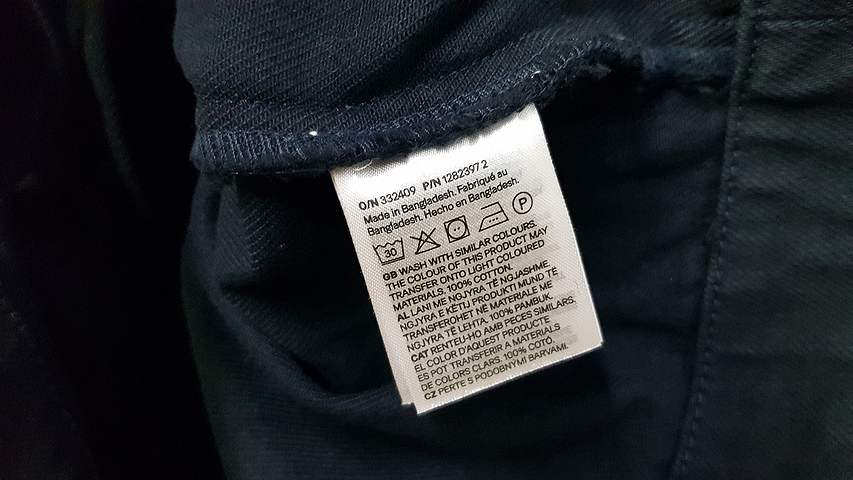 O/N 332409 P/N 1282397 2
Made in Bangladesh. Fabriqué au
Bangladesh. Hecho en Bangladesh.
30 P
GB WASH WITH SIMILAR COLOURS.
THE COLOUR OF THIS PRODUCT MAY
TRANSFER ONTO LIGHT COLOURED
MATERIALS. 100% COTTON.
AL LANI ME NGJYRA TË NGJASHME.
NGJYRA E KËTIJ PRODUKTI MUND TË
TRANSFEROHET NË MATERIALE ME
NGJYRA TË LEHTA. 100% PAMBUK.
CAT RENTEU-HO AMB PECES SIMILARS.
EL COLOR D'AQUEST PRODUCTE
ES POT TRANSFERIR A MATERIALS
DE COLORS CLARS. 100% COTÓ.
CZ PERTE S PODOBNÝMI BARVAMI.